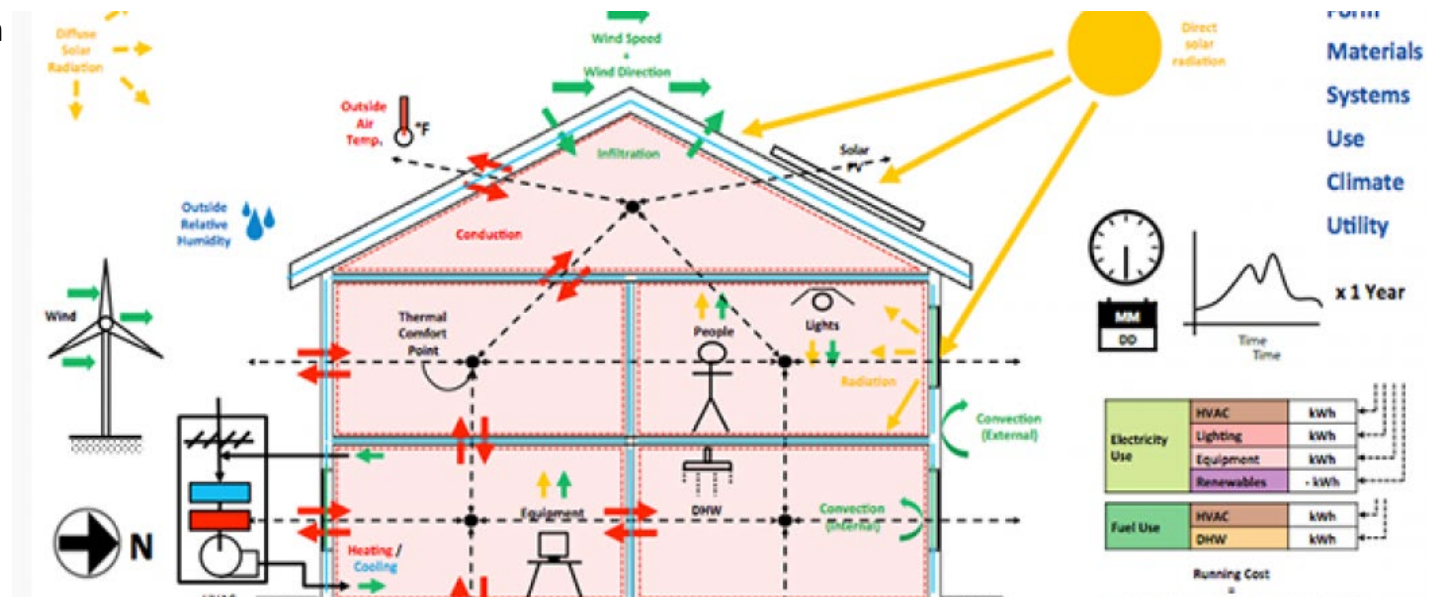 Diffuse
Solar
Radiation
Wind Speed
+
Wind Direction
Direct
solar
radiation
Form
Materials
Systems
Use
Climate
Utility
Outside
Air
Temp.
°F
Infiltration
Solar
PV
Outside
Relative
Humidity
Conduction
Wind
Thermal
Comfort
Point
People
Lights
Radiation
MM
DD
Time
Time
x 1 Year
Convection
(External)
Equipment
DHW
Convection
(Internal)
N
Heating /
Cooling
HVAC
Electricity
Use
HVAC kWh
Lighting kWh
Equipment kWh
Renewables - kWh
Fuel Use
HVAC kWh
DHW kWh
Running Cost
=